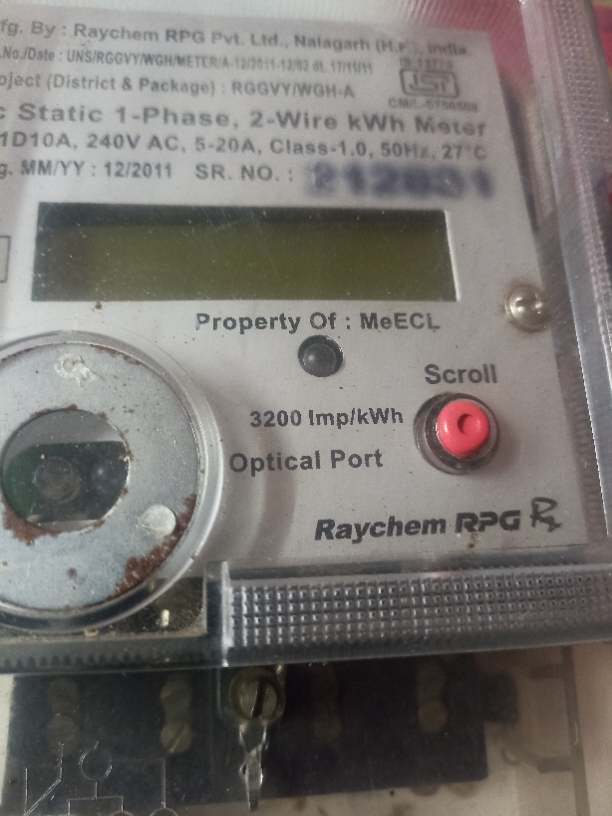 fg. By : Raychem RPG Pvt. Ltd., Nalagarh (H.P.), India.
.No./Date : UNS/RGGVY/WGH/METER/A-12/2011-12/02 dt. 17/11/11
oject (District & Package) : RGGVY/WGH-A
c Static 1-Phase, 2-Wire kWh Meter
1D10A, 240V AC, 5-20A, Class-1.0, 50Hz, 27°C
g. MM/YY : 12/2011 SR. NO. :
Property Of : MeECL
Scroll
3200 Imp/kWh
Optical Port
Raychem RPG